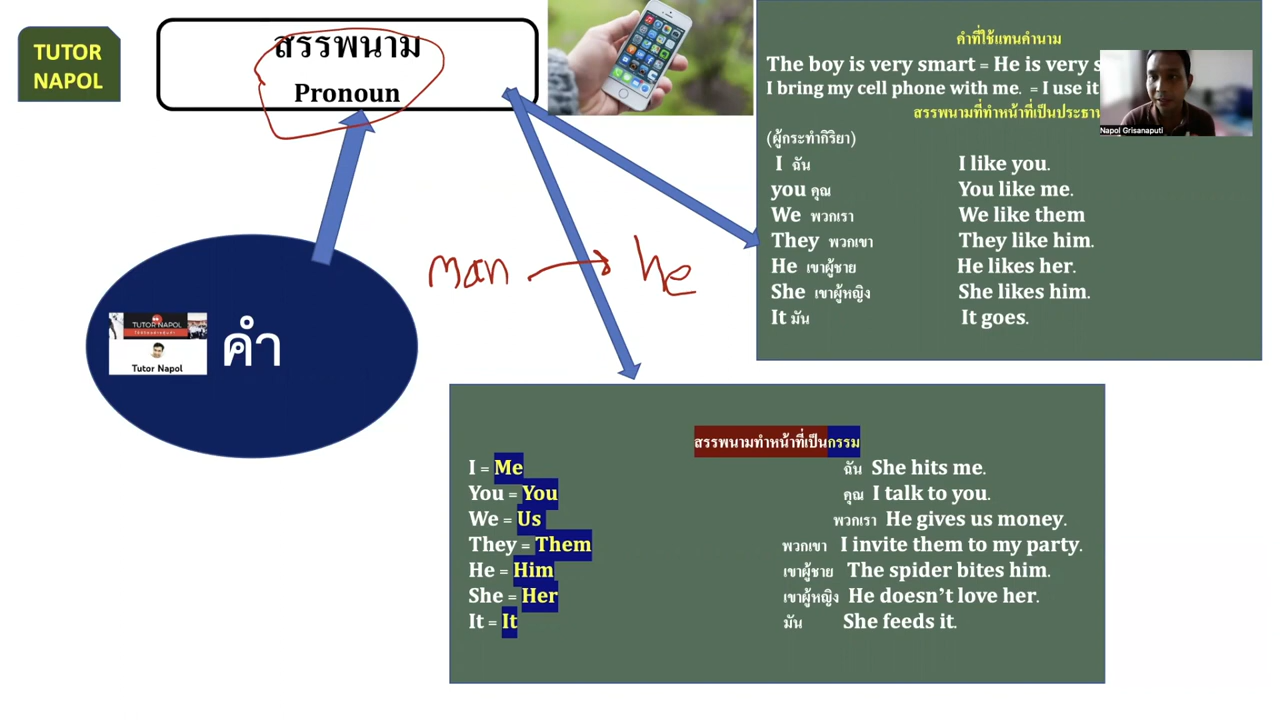 TUTOR
NAPOL
สรรพนาม
Pronoun
คำที่ใช้แทนคำนาม
The boy is very smart = He is very s
I bring my cell phone with me. = I use it
สรรพนามที่ทำหน้าที่เป็นประธาน
Napol Grisanaputi
(ผู้กระทำกิริยา)
I ฉัน I like you.
you คุณ You like me.
We พวกเรา We like them
They พวกเขา They like him.
He เขาผู้ชาย He likes her.
She เขาผู้หญิง She likes him.
It มัน It goes.
man he
TUTOR NAPOL
Tutor Napol
คำ
สรรพนามทำหน้าที่เป็นกรรม
I = Me ฉัน She hits me.
You = You คุณ I talk to you.
We = Us พวกเรา He gives us money.
They = Them พวกเขา I invite them to my party.
He = Him เขาผู้ชาย The spider bites him.
She = Her เขาผู้หญิง He doesn’t love her.
It = It มัน She feeds it.